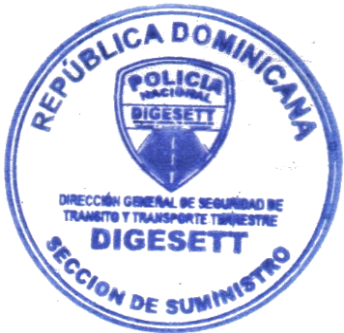 REPÚBLICA DOMINICANA
POLICIA
NACIONAL
DIGESETT
DIRECCIÓN GENERAL DE SEGURIDAD DE
TRANSITO Y TRANSPORTE TERRESTRE
DIGESETT
SECCION DE SUMINISTRO